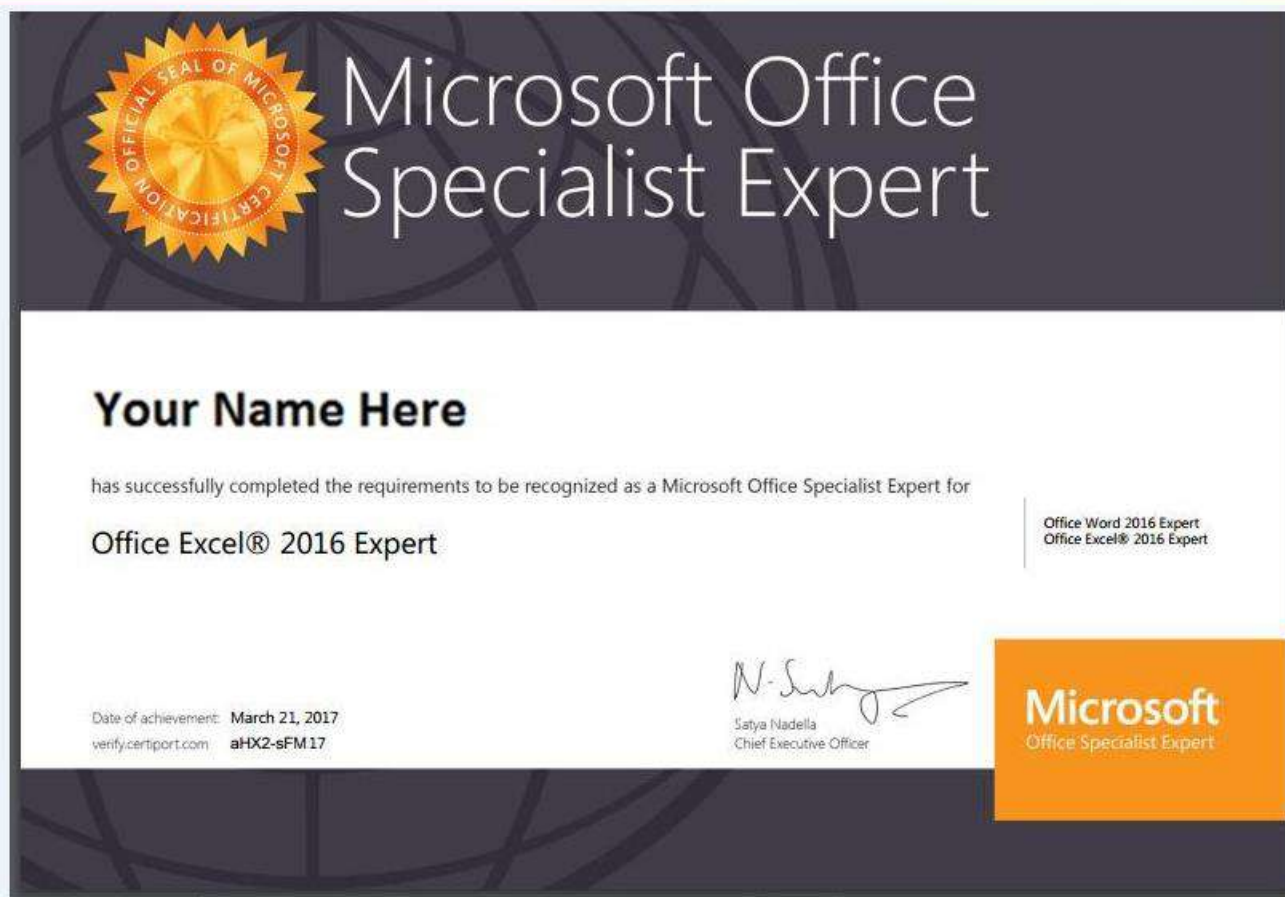 OFFICIAL SEAL OF MICROSOFT CERTIFICATION
Microsoft Office
Specialist Expert
Your Name Here
has successfully completed the requirements to be recognized as a Microsoft Office Specialist Expert for
Office Excel® 2016 Expert
Office Word 2016 Expert
Office Excel® 2016 Expert
N. Satya
Satya Nadella
Chief Executive Officer
Date of achievement: March 21, 2017
verify.certiport.com aHX2-sFM17
Microsoft
Office Specialist Expert